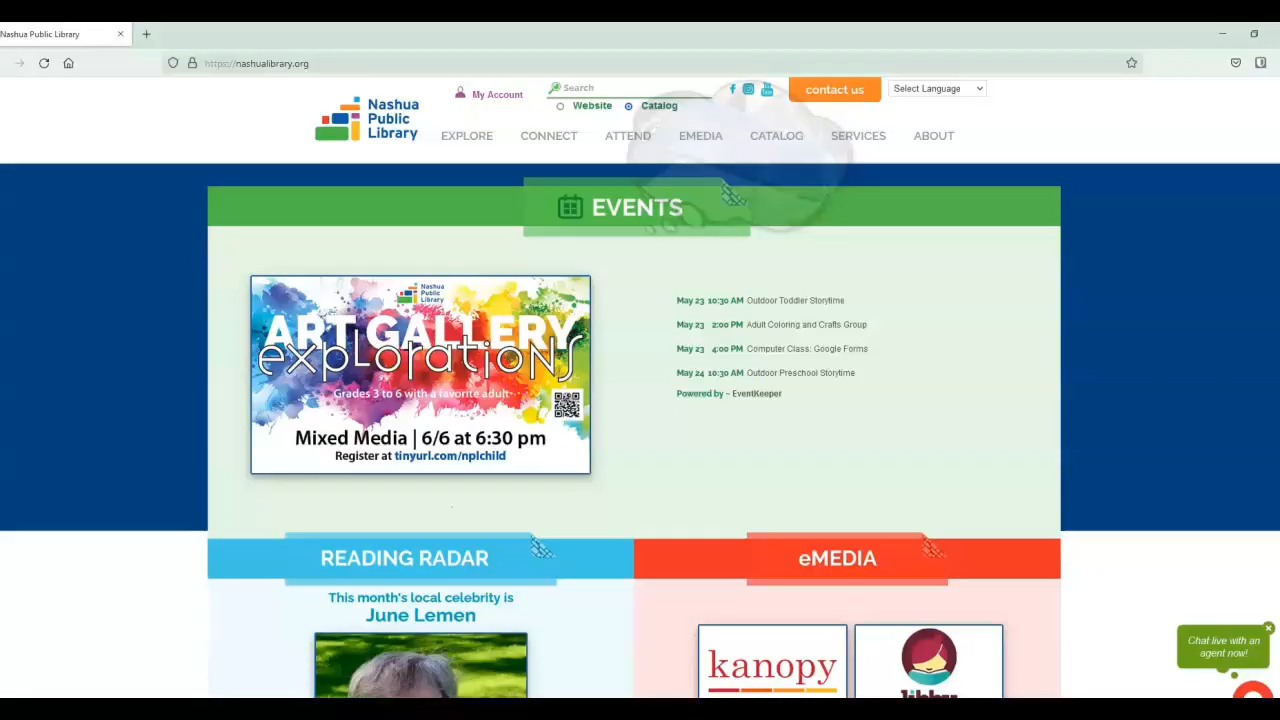 Nashua Public Library
https://nashualibrary.org
Nashua
Public
Library
My Account
Search
Website Catalog
contact us
Select Language
EXPLORE CONNECT ATTEND EMEDIA CATALOG SERVICES ABOUT
EVENTS
Nashua
Public
Library
ART GALLERY
explorations
Grades 3 to 6 with a favorite adult
Mixed Media | 6/6 at 6:30 pm
Register at tinyurl.com/nplchild
May 23 10:30 AM Outdoor Toddler Storytime
May 23 2:00 PM Adult Coloring and Crafts Group
May 23 4:00 PM Computer Class: Google Forms
May 24 10:30 AM Outdoor Preschool Storytime
Powered by - EventKeeper
READING RADAR
This month's local celebrity is
June Lemen
eMEDIA
kanopy
libby
Chat live with an
agent now!